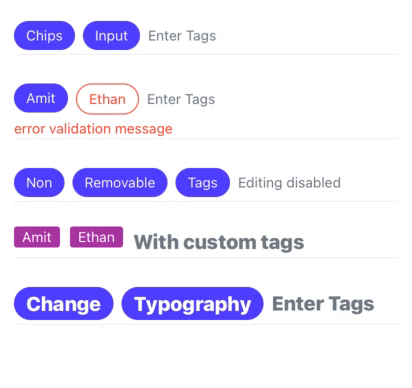 Chips Input Enter Tags
Amit Ethan Enter Tags
error validation message
Non Removable Tags Editing disabled
Amit Ethan With custom tags
Change Typography Enter Tags